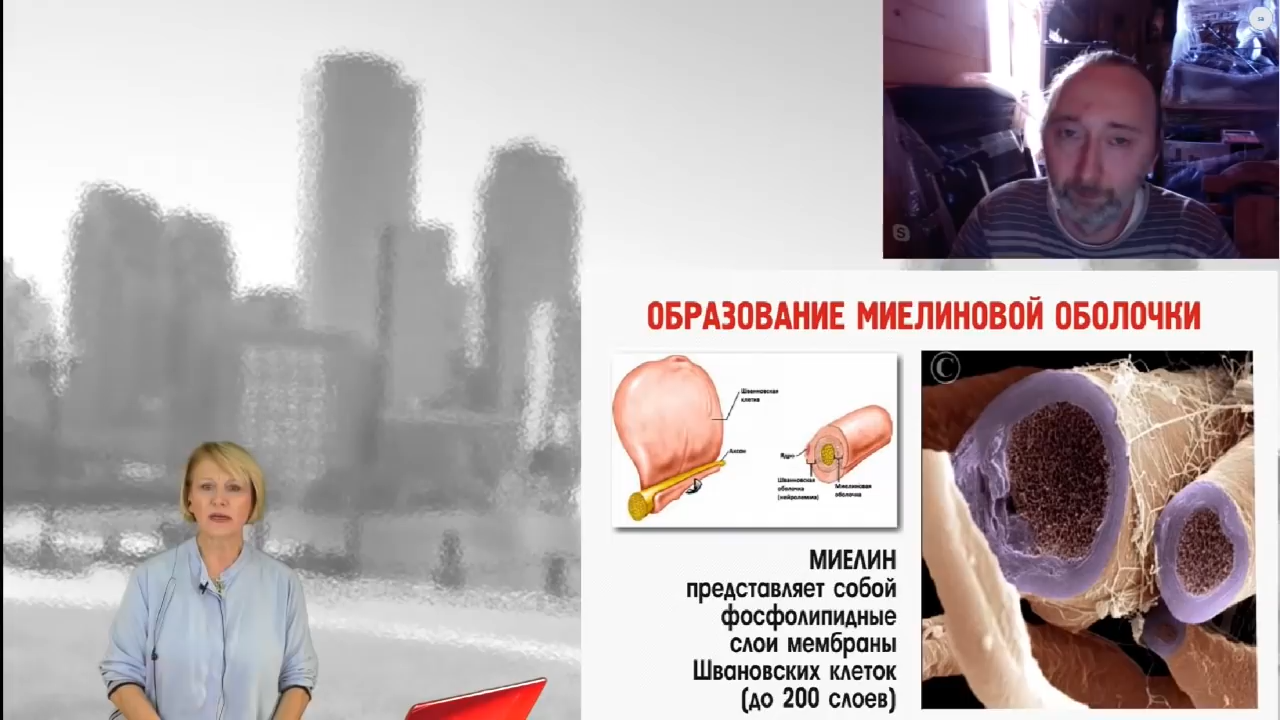 ОБРАЗОВАНИЕ МИЕЛИНОВОЙ ОБОЛОЧКИ
Шванновская
клетка
Аксон
Ядро
Шванновская
оболочка
(нейролемма)
Миелиновая
оболочка
©
МИЕЛИН
представляет собой
фосфолипидные
слои мембраны
Швановских клеток
(до 200 слоев)